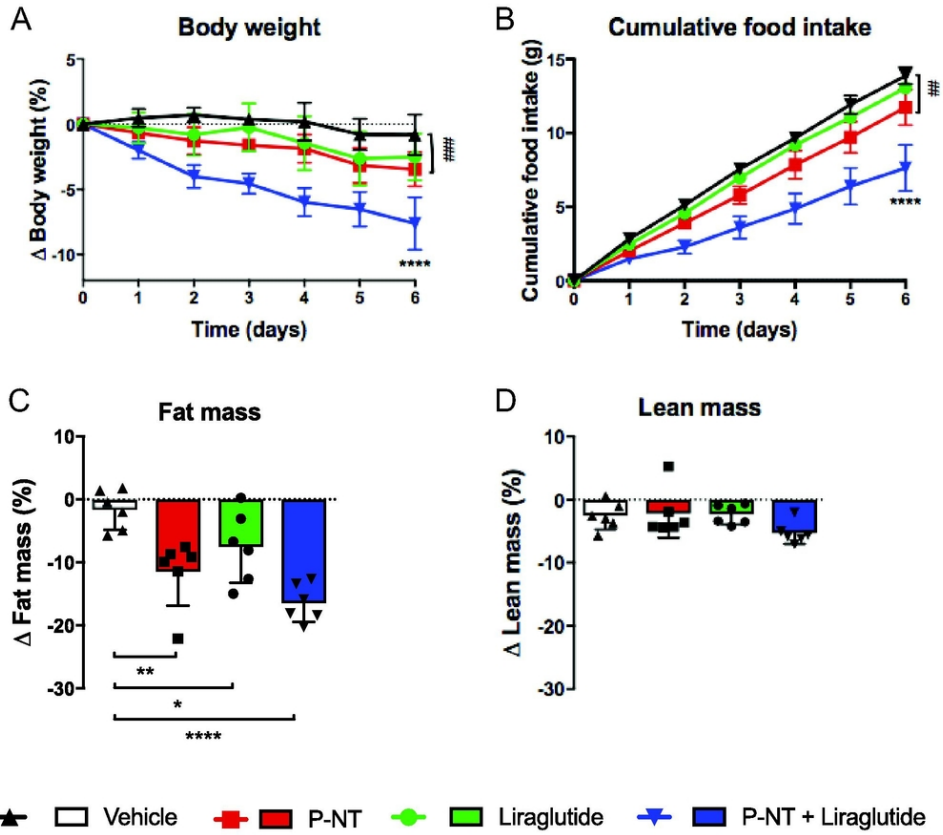 A
Body weight
Δ Body weight (%)
5
0
-5
-10
0 1 2 3 4 5 6
Time (days)
###
****
B
Cumulative food intake
Cumulative food intake (g)
15
10
5
0
0 1 2 3 4 5 6
Time (days)
##
****
C
Fat mass
Δ Fat mass (%)
10
0
-10
-20
-30
**
*
****
D
Lean mass
Δ Lean mass (%)
10
0
-10
-20
-30
Vehicle P-NT Liraglutide P-NT + Liraglutide